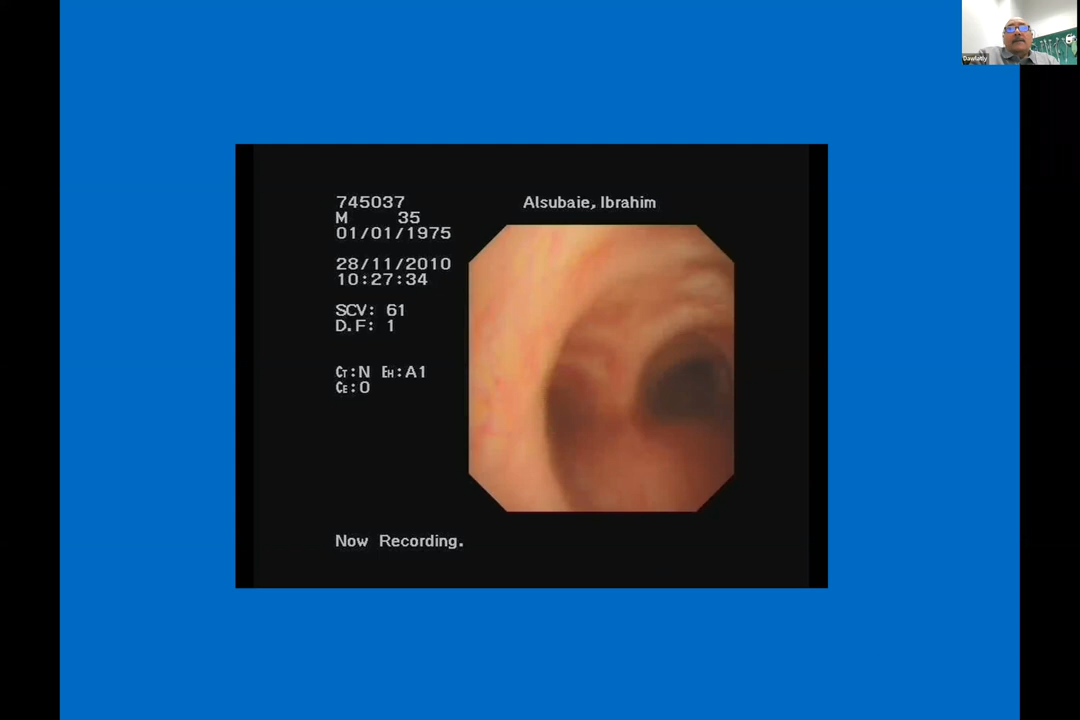 745037
Alsubaie, Ibrahim
M 35
01/01/1975
28/11/2010
10:27:34
SCV: 61
D.F: 1
CT:N EH:A1
CE:0
Now Recording.
Dawlatly